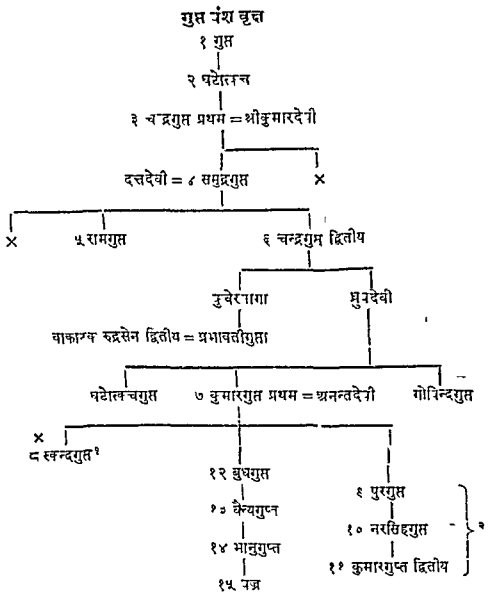 गुप्त वंश वृक्ष
१ गुप्त
२ घटोत्कच
३ चन्द्रगुप्त प्रथम = श्रीकुमारदेवी
दत्तदेवी = ४ समुद्रगुप्त ×
× ५ रामगुप्त ६ चन्द्रगुप्त द्वितीय
कुबेरनागा ध्रुवदेवी
वाकाटक रुद्रसेन द्वितीय = प्रभावतीगुप्ता
घटोत्कचगुप्त ७ कुमारगुप्त प्रथम = अनन्तदेवी गोविन्दगुप्त
×
८ स्कन्दगुप्त¹
१२ बुधगुप्त
९ पुरगुप्त
१३ वैन्यगुप्त
१० नरसिंहगुप्त २
१४ भानुगुप्त
११ कुमारगुप्त द्वितीय
१५ वज्र